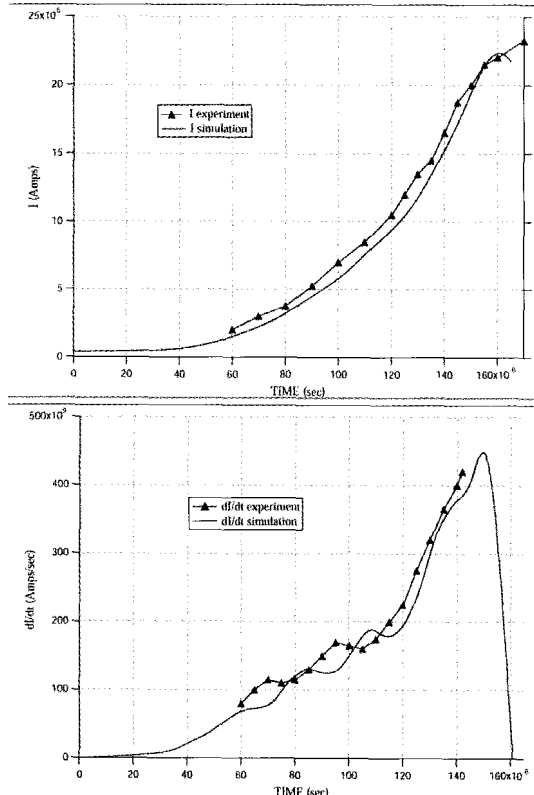 25x10⁶
20
15
10
5
0
I (Amps)
I experiment
I simulation
0 20 40 60 80 100 120 140 160x10⁻⁶
TIME (sec)
500x10⁹
400
300
200
100
0
dI/dt (Amps/sec)
dI/dt experiment
dI/dt simulation
0 20 40 60 80 100 120 140 160x10⁻⁶
TIME (sec)